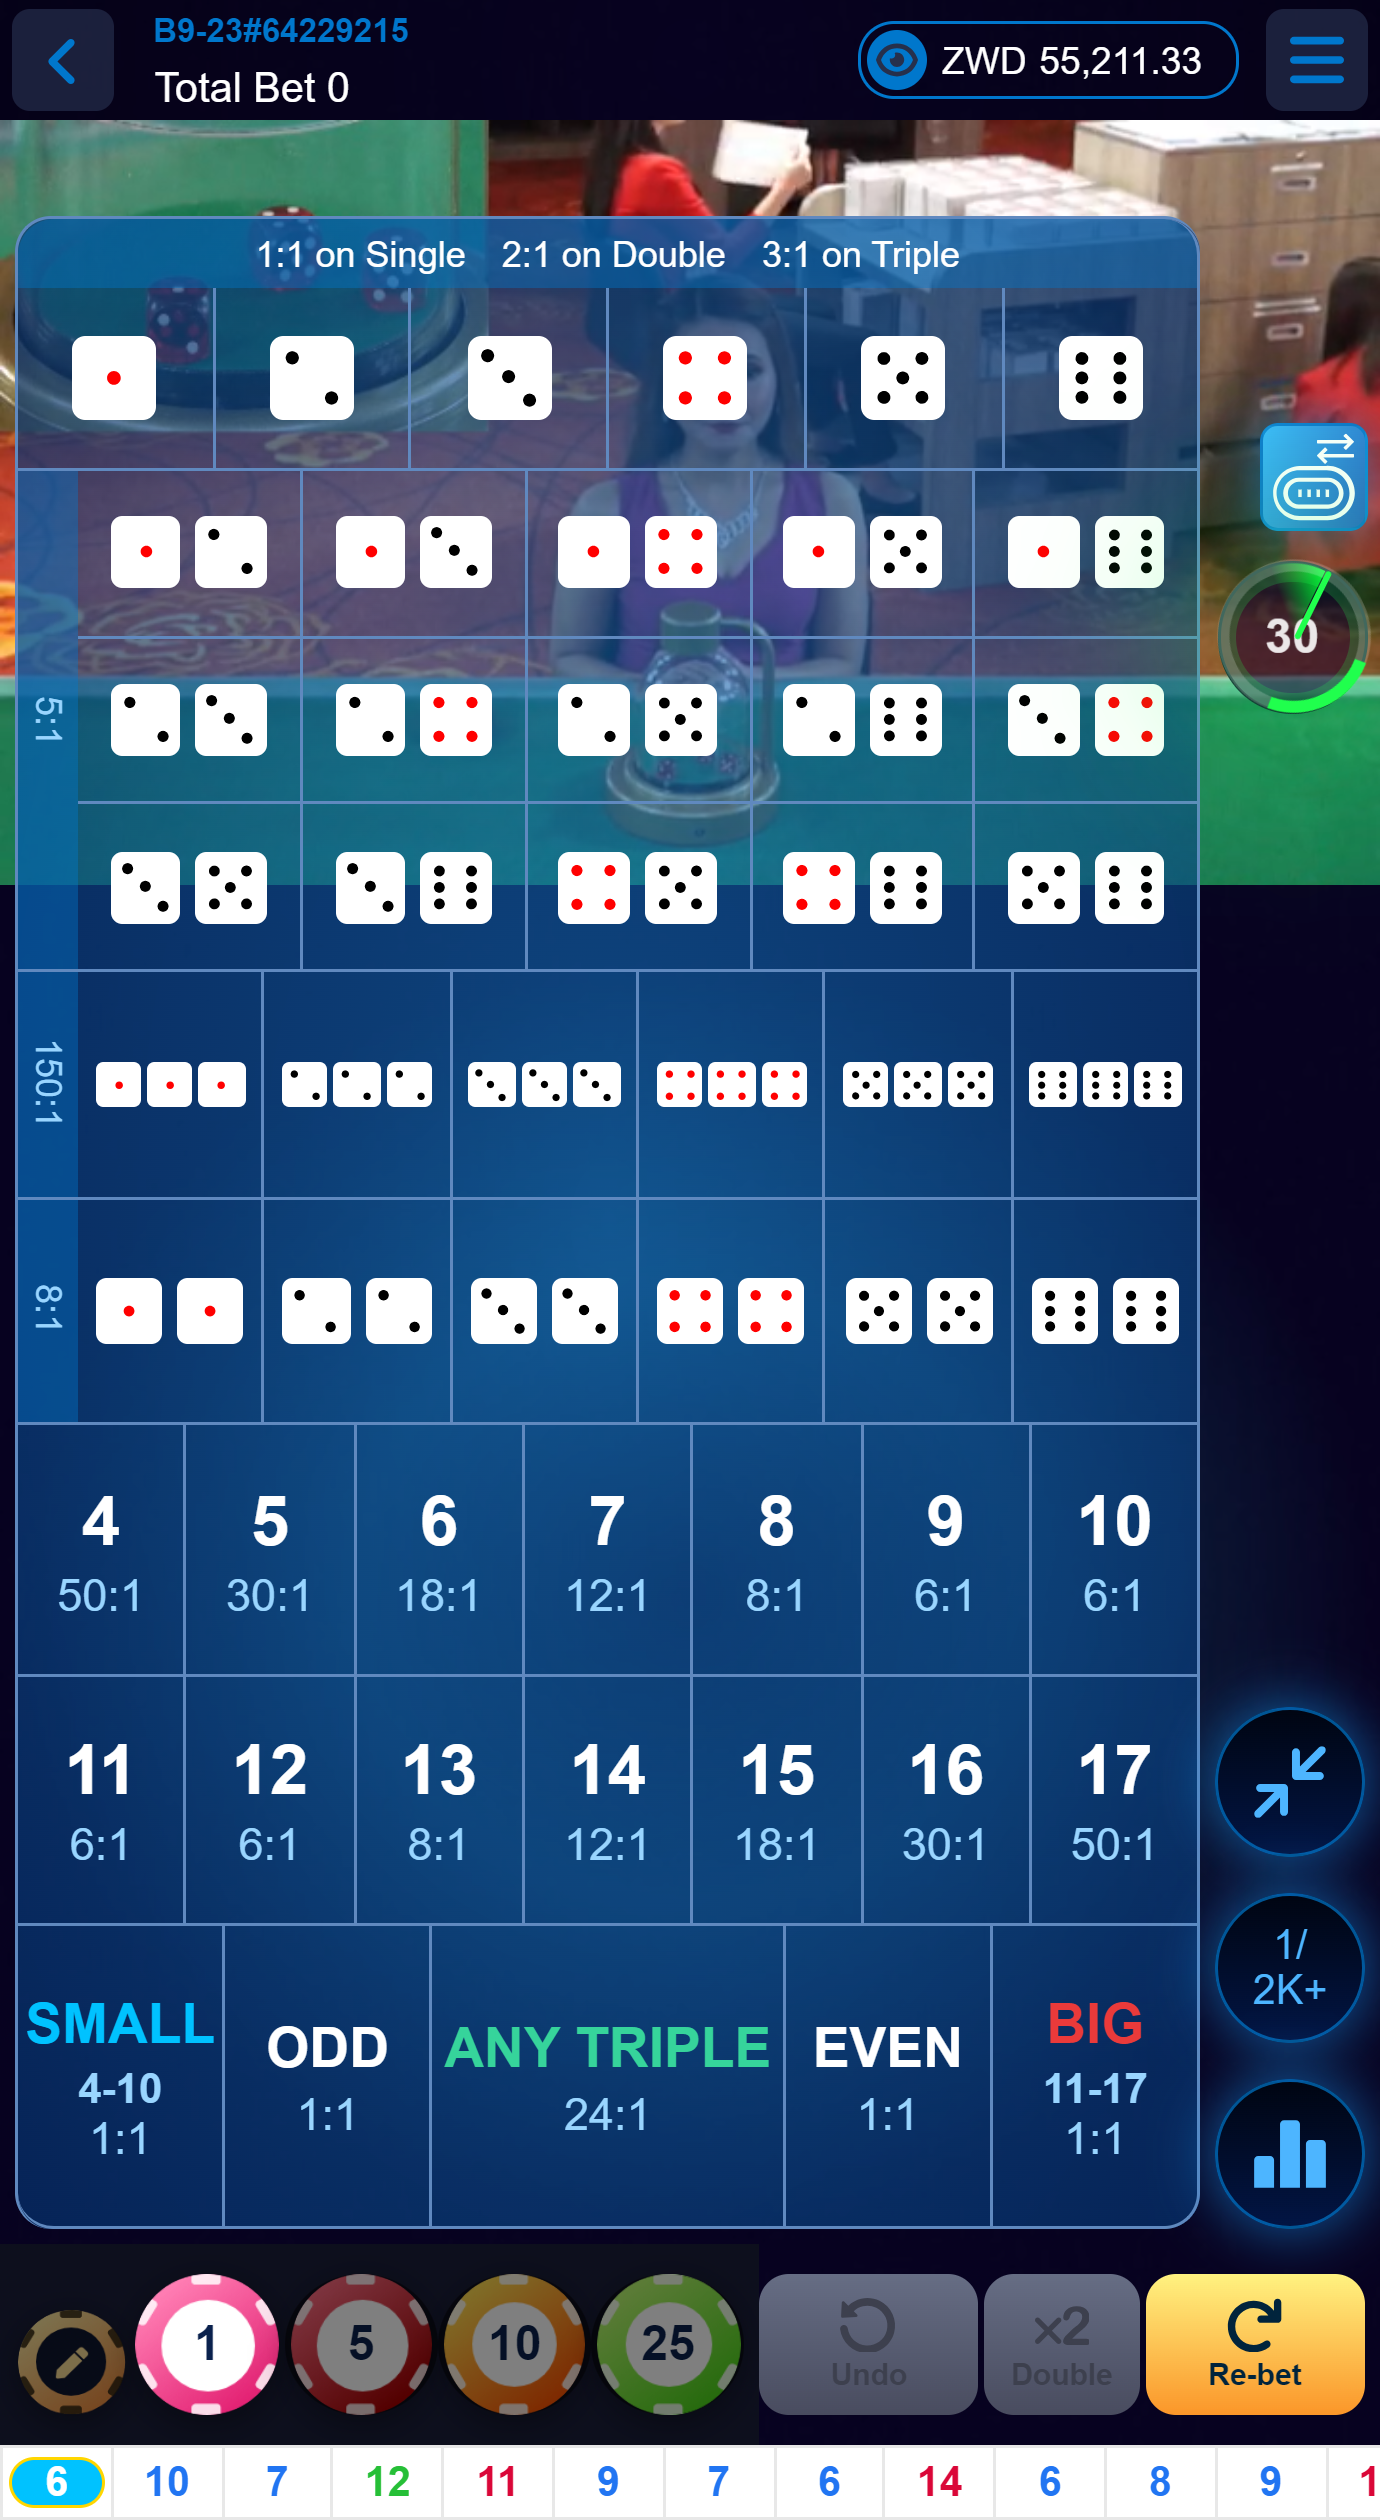 B9-23#64229215
Total Bet 0
ZWD 55,211.33
1:1 on Single 2:1 on Double 3:1 on Triple
30
5:1
150:1
8:1
4 5 6 7 8 9 10
50:1 30:1 18:1 12:1 8:1 6:1 6:1
11 12 13 14 15 16 17
6:1 6:1 8:1 12:1 18:1 30:1 50:1
1/
2K+
SMALL ODD ANY TRIPLE EVEN BIG
4-10 1:1 24:1 1:1 11-17
1:1 1:1
1 5 10 25
x2
Undo Double Re-bet
6 10 7 12 11 9 7 6 14 6 8 9